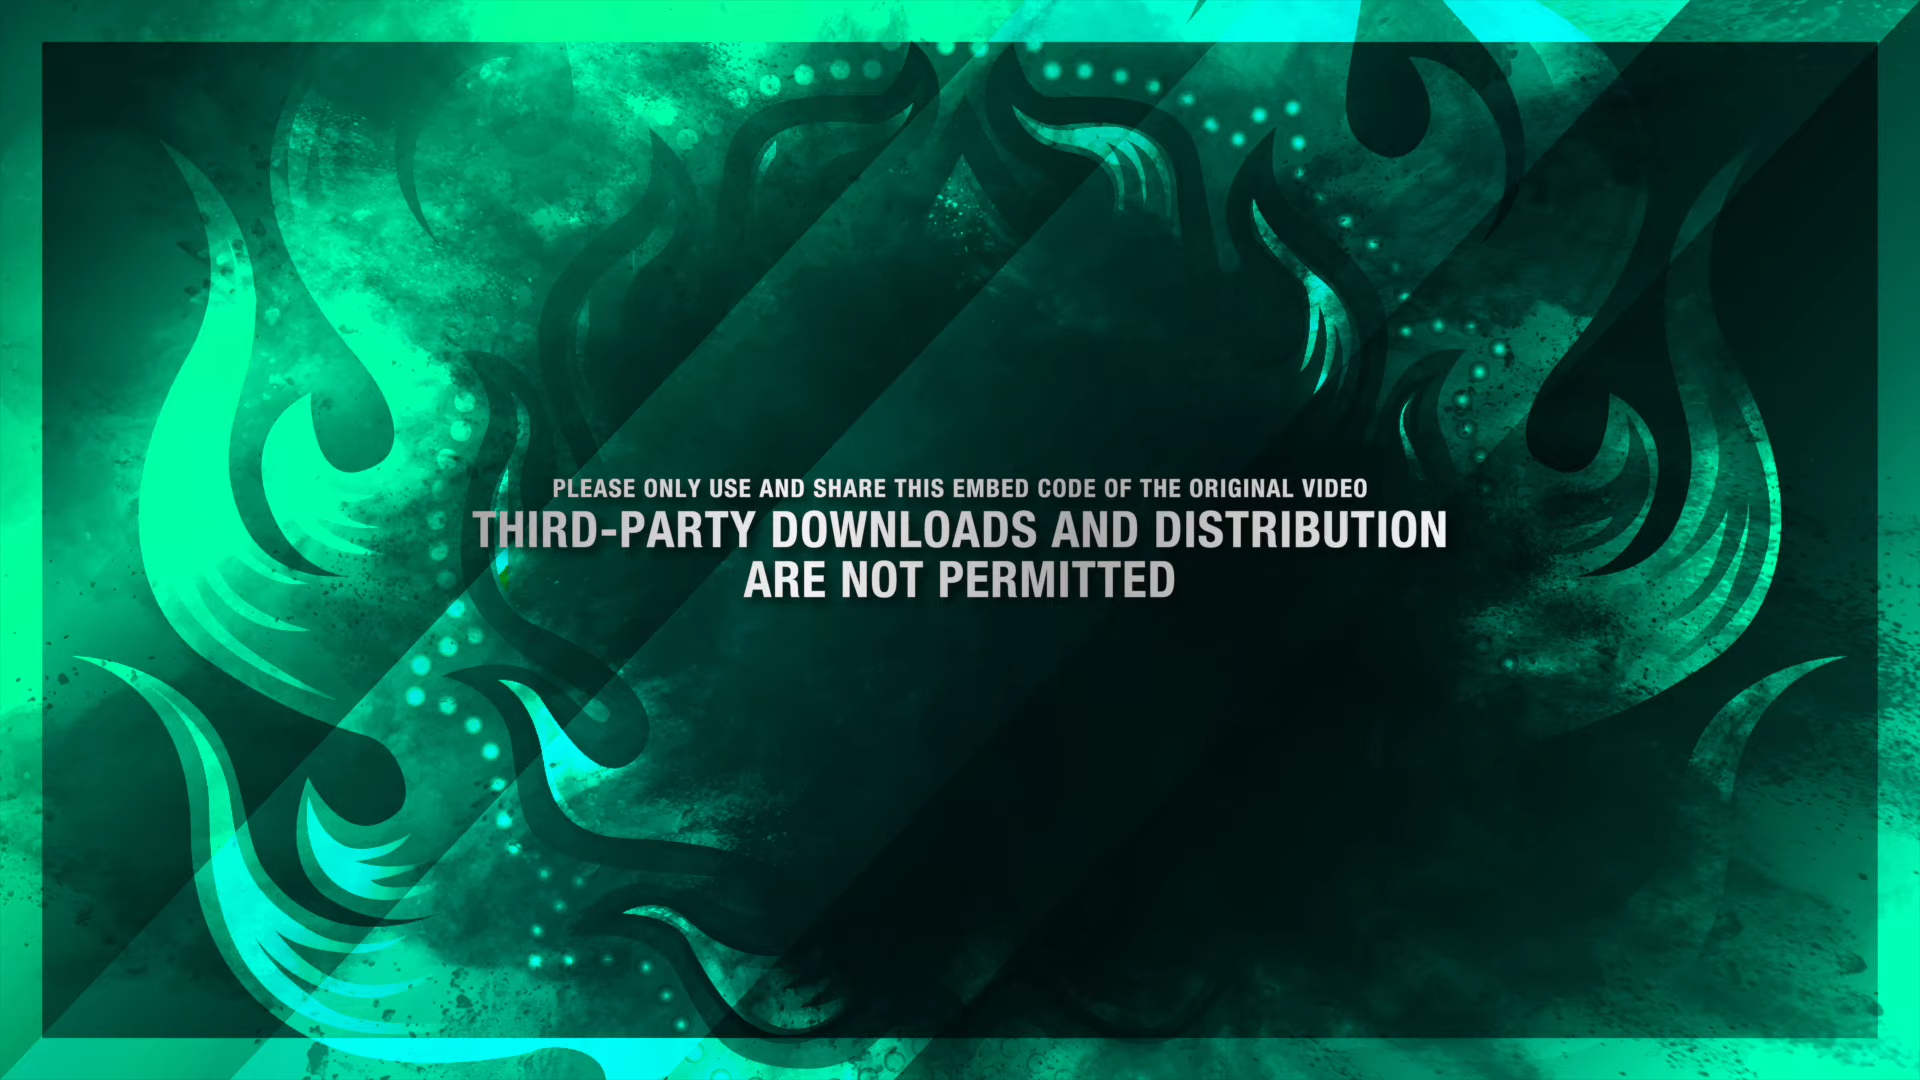 PLEASE ONLY USE AND SHARE THIS EMBED CODE OF THE ORIGINAL VIDEO
THIRD-PARTY DOWNLOADS AND DISTRIBUTION
ARE NOT PERMITTED